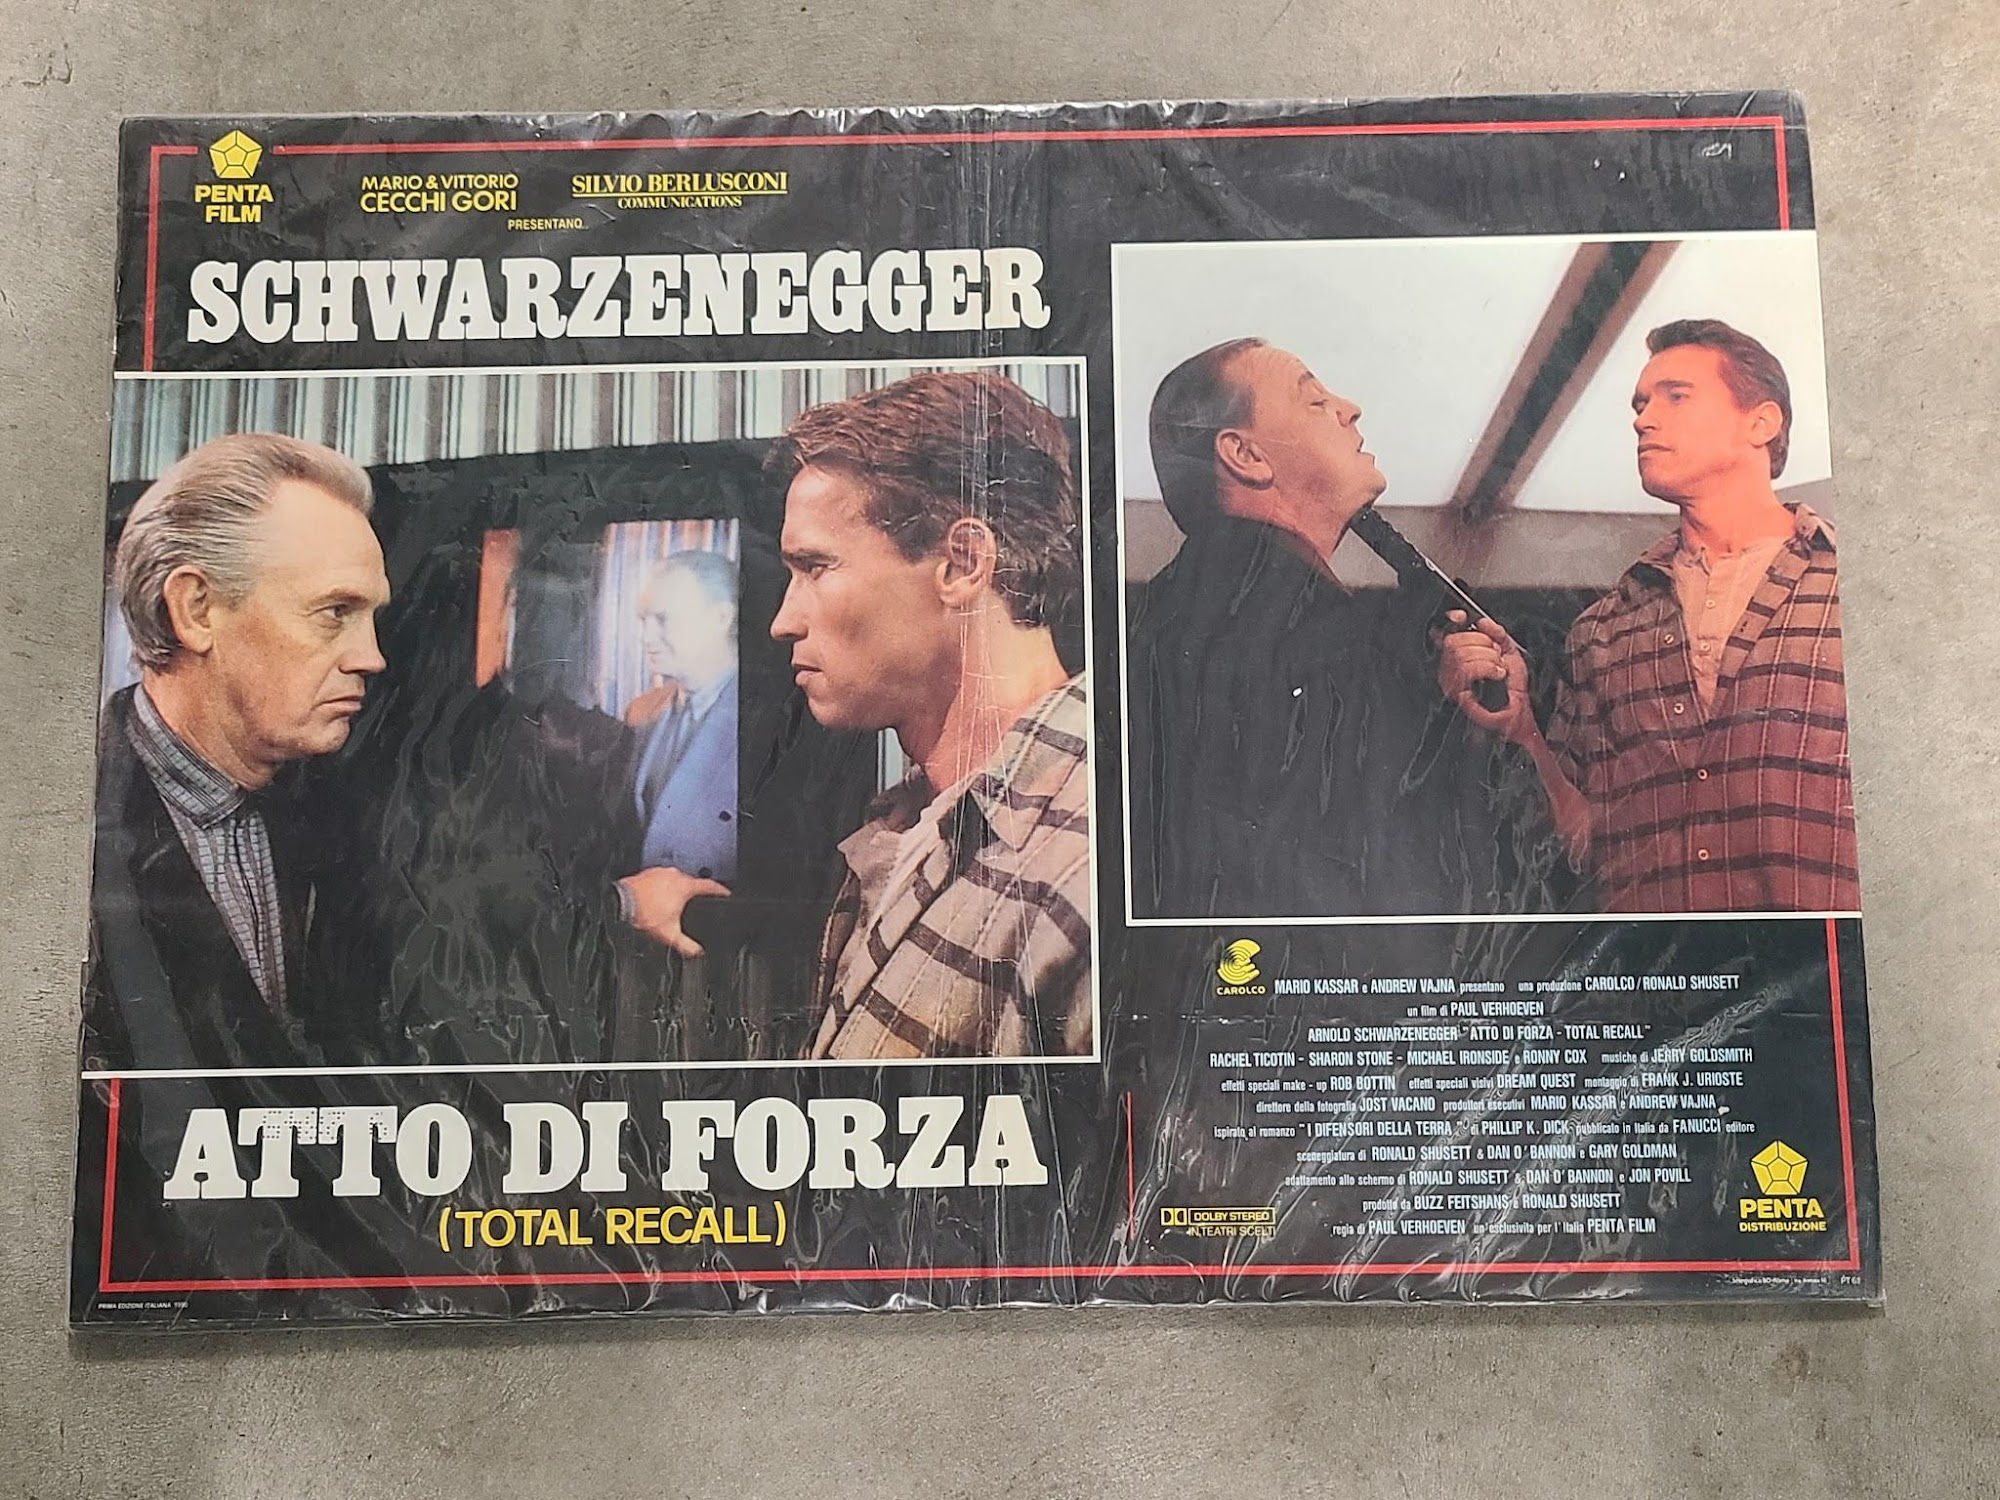 PENTA
FILM
MARIO & VITTORIO
CECCHI GORI
PRESENTANO
SILVIO BERLUSCONI
COMMUNICATIONS
SCHWARZENEGGER
ATTO DI FORZA
(TOTAL RECALL)
PRIMA EDIZIONE ITALIANA 1990
CAROLCO
MARIO KASSAR e ANDREW VAJNA presentano una produzione CAROLCO/RONALD SHUSETT
un film di PAUL VERHOEVEN
ARNOLD SCHWARZENEGGER "ATTO DI FORZA - TOTAL RECALL"
RACHEL TICOTIN - SHARON STONE - MICHAEL IRONSIDE e RONNY COX musiche di JERRY GOLDSMITH
effetti speciali make-up ROB BOTTIN effetti speciali visivi DREAM QUEST montaggio di FRANK J. URIOSTE
direttore della fotografia JOST VACANO produttori esecutivi MARIO KASSAR e ANDREW VAJNA
ispirato al romanzo "I DIFENSORI DELLA TERRA" di PHILLIP K. DICK pubblicato in Italia da FANUCCI editore
sceneggiatura di RONALD SHUSETT & DAN O'BANNON e GARY GOLDMAN
adattamento allo schermo di RONALD SHUSETT & DAN O'BANNON e JON POVILL
prodotto da BUZZ FEITSHANS e RONALD SHUSETT
regia di PAUL VERHOEVEN un'esclusivita per l'Italia PENTA FILM
DOLBY STEREO
IN TEATRI SCELTI
PENTA
DISTRIBUZIONE